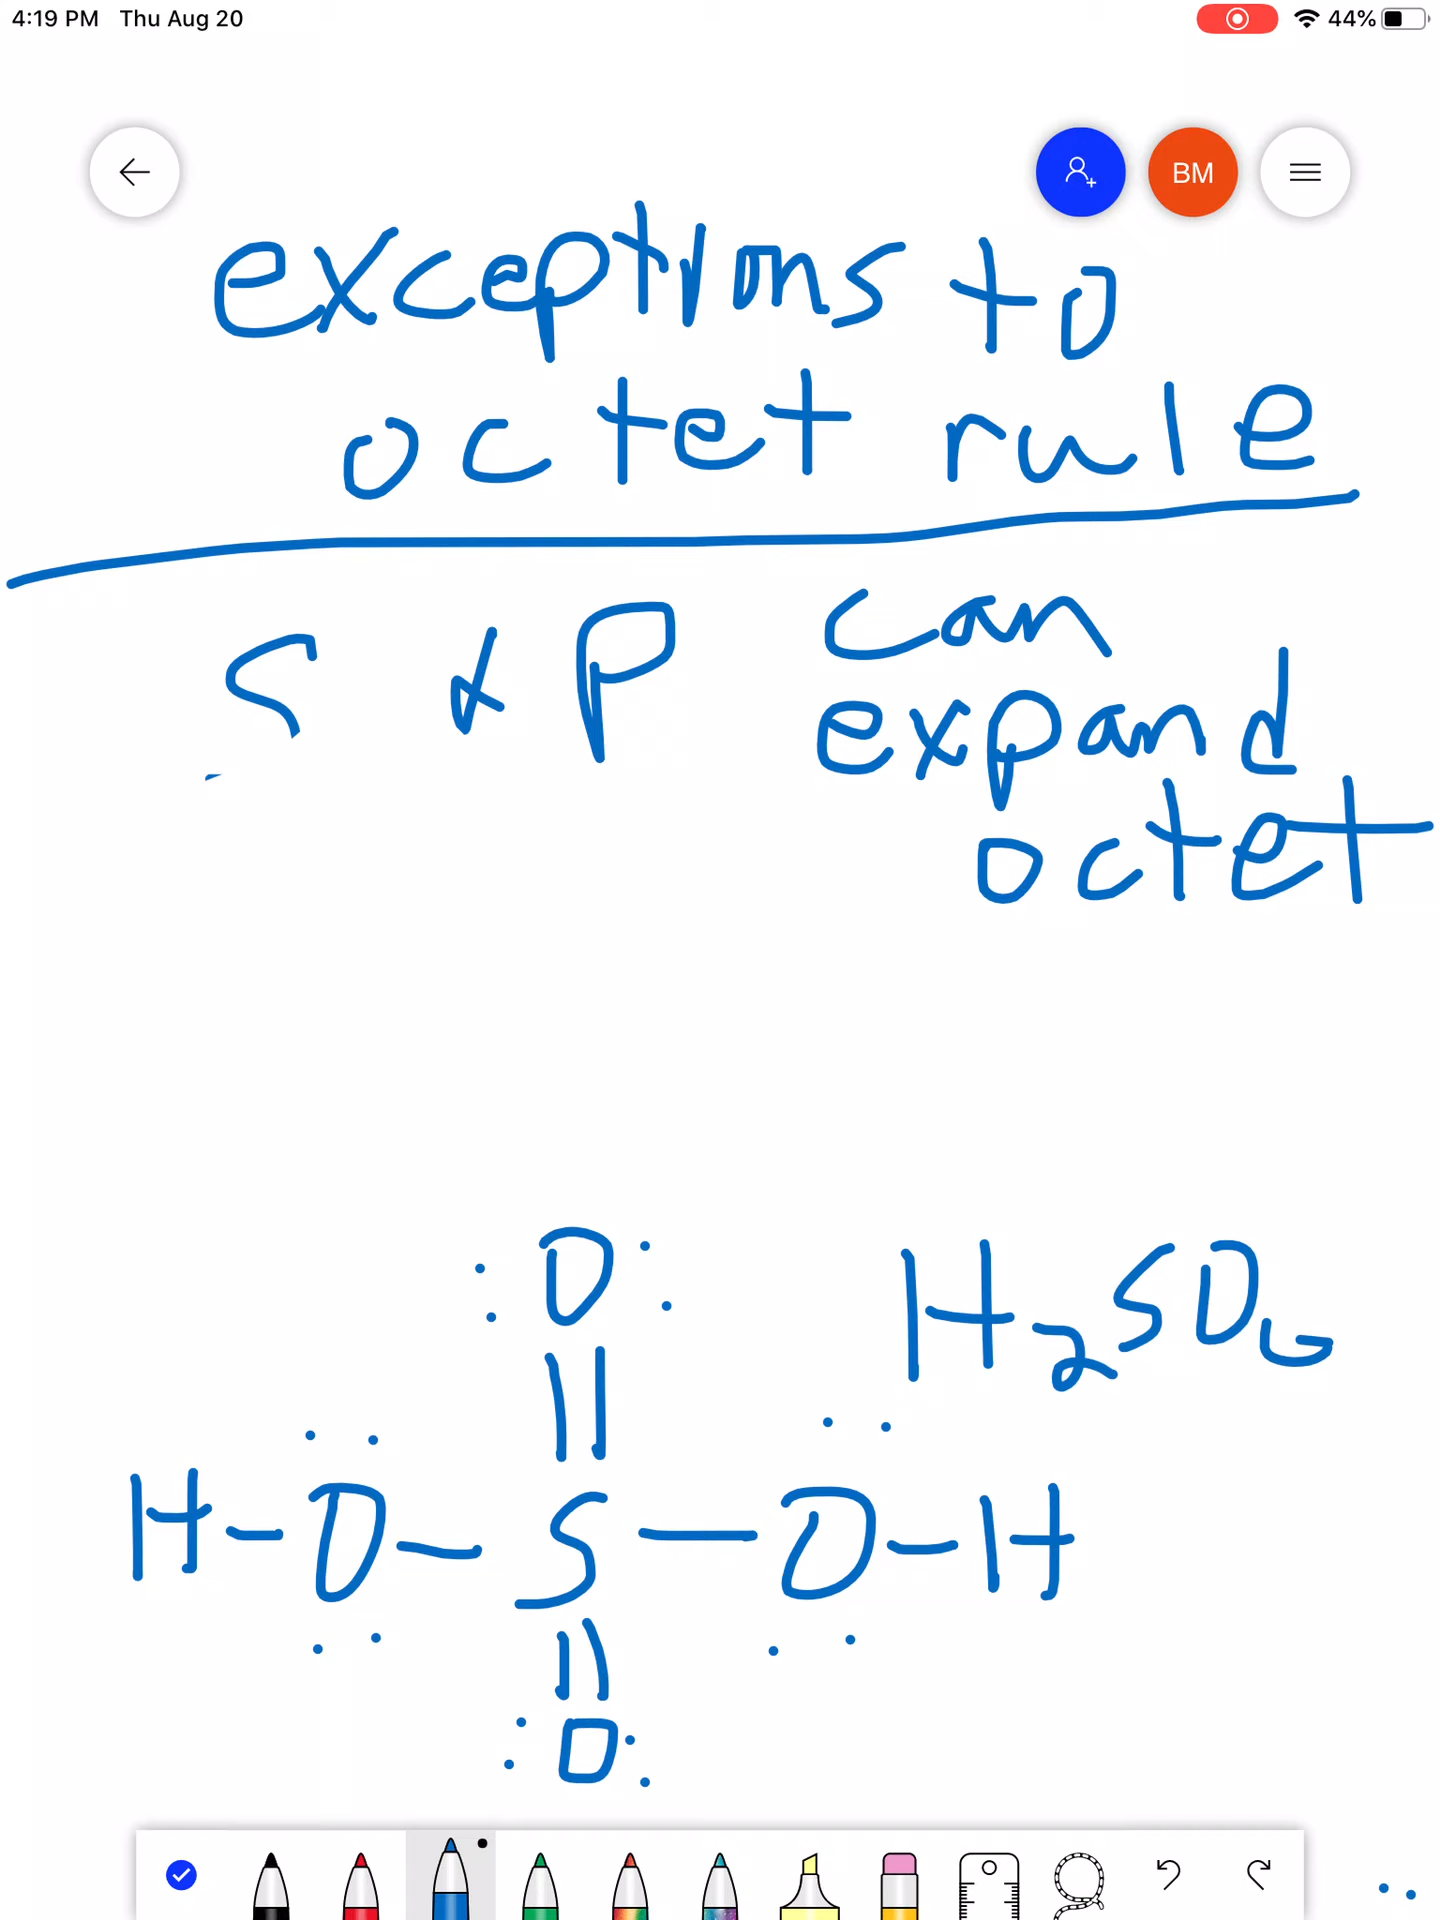 4:19 PM Thu Aug 20
44%
BM
exceptions to
octet rule
S & P can
expand
octet
H₂SO₄
O
||
H-O-S-O-H
||
O